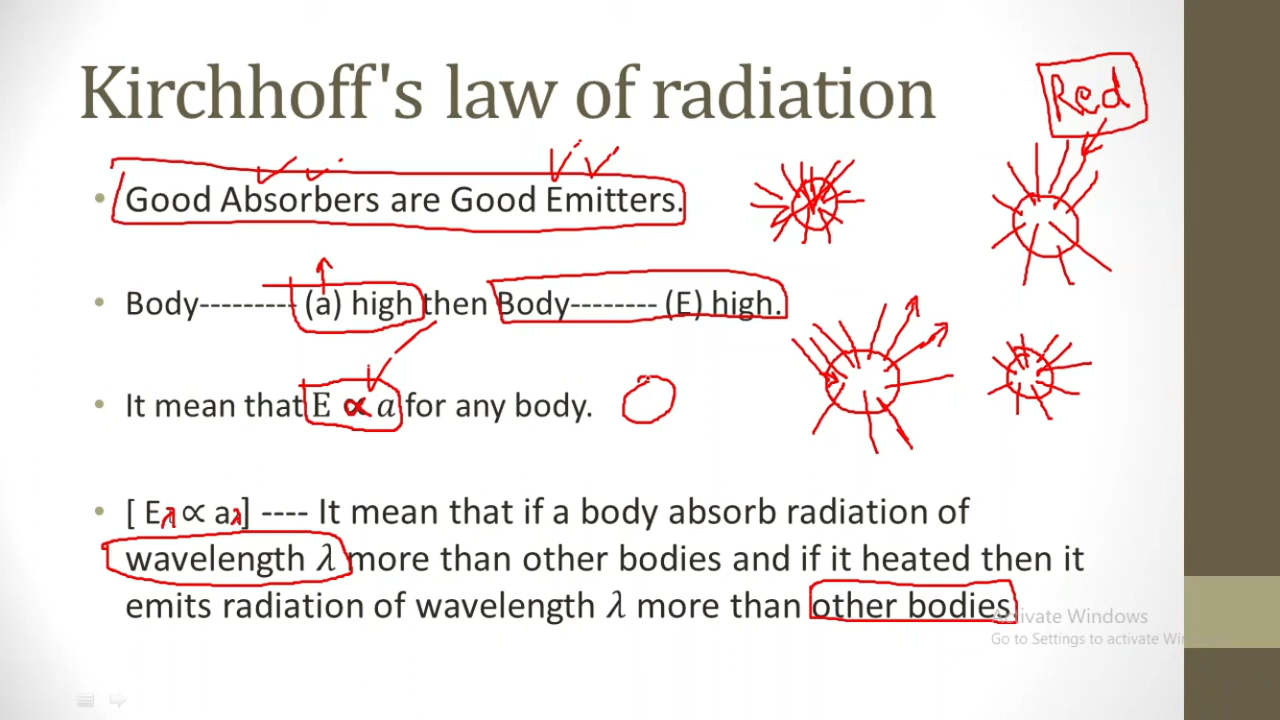 Kirchhoff's law of radiation
Red
• Good Absorbers are Good Emitters.
• Body--------- (a) high then Body-------- (E) high.
• It mean that E ∝ a for any body.
• [ Eλ ∝ aλ] ---- It mean that if a body absorb radiation of
wavelength λ more than other bodies and if it heated then it
emits radiation of wavelength λ more than other bodies.
Activate Windows
Go to Settings to activate Wi